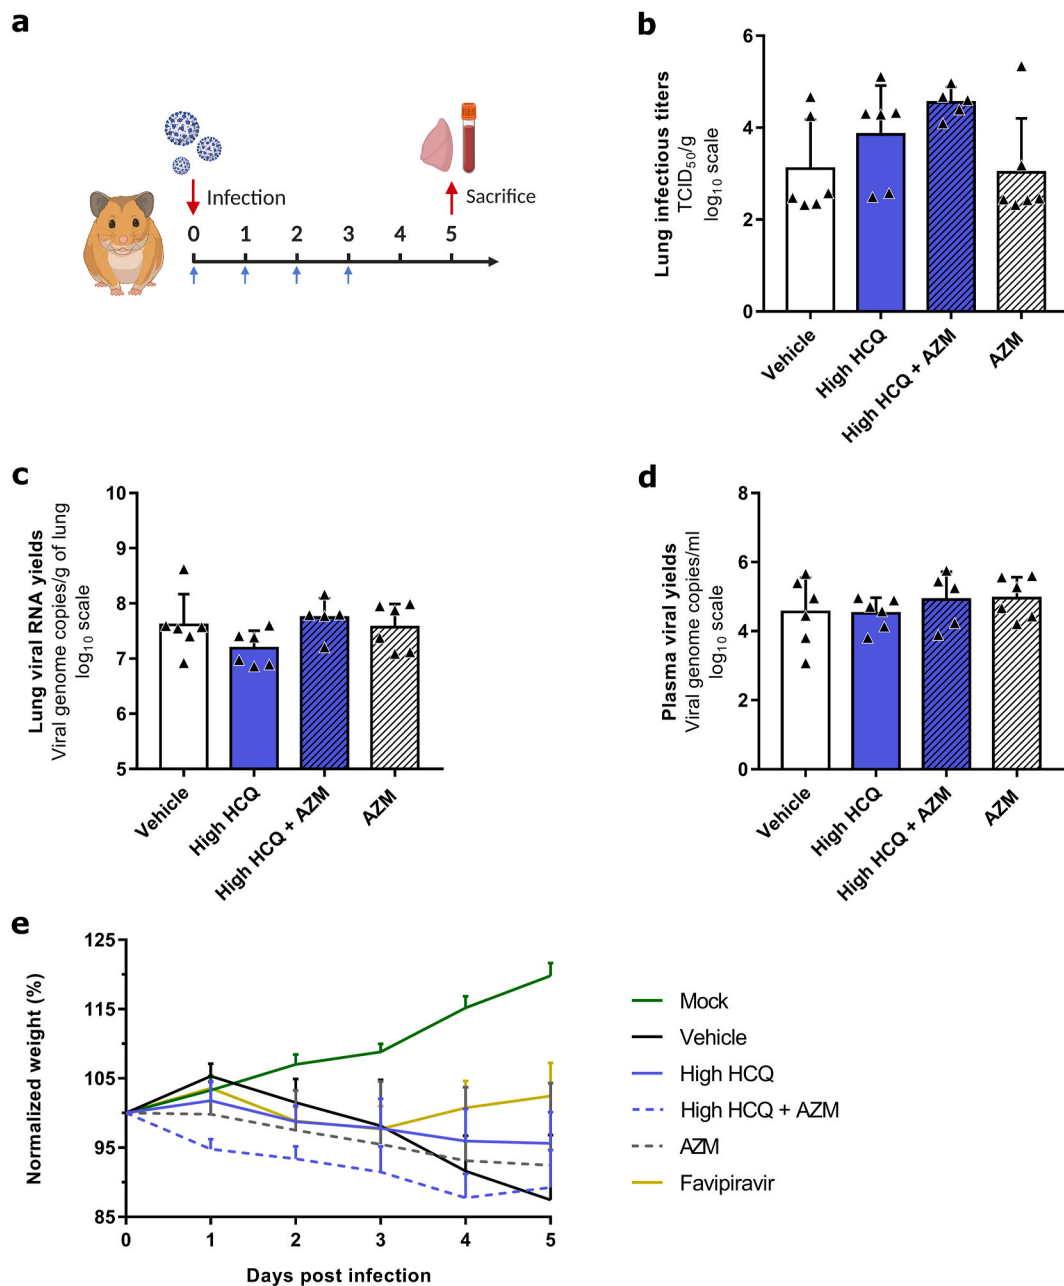 a
Infection
Sacrifice
0 1 2 3 4 5
b
Lung infectious titers
TCID50/g
log10 scale
6
4
2
0
Vehicle
High HCQ
High HCQ + AZM
AZM
c
Lung viral RNA yields
Viral genome copies/g of lung
log10 scale
10
9
8
7
6
5
Vehicle
High HCQ
High HCQ + AZM
AZM
d
Plasma viral yields
Viral genome copies/ml
log10 scale
8
6
4
2
0
Vehicle
High HCQ
High HCQ + AZM
AZM
e
Normalized weight (%)
125
115
105
95
85
0 1 2 3 4 5
Days post infection
Mock
Vehicle
High HCQ
High HCQ + AZM
AZM
Favipiravir